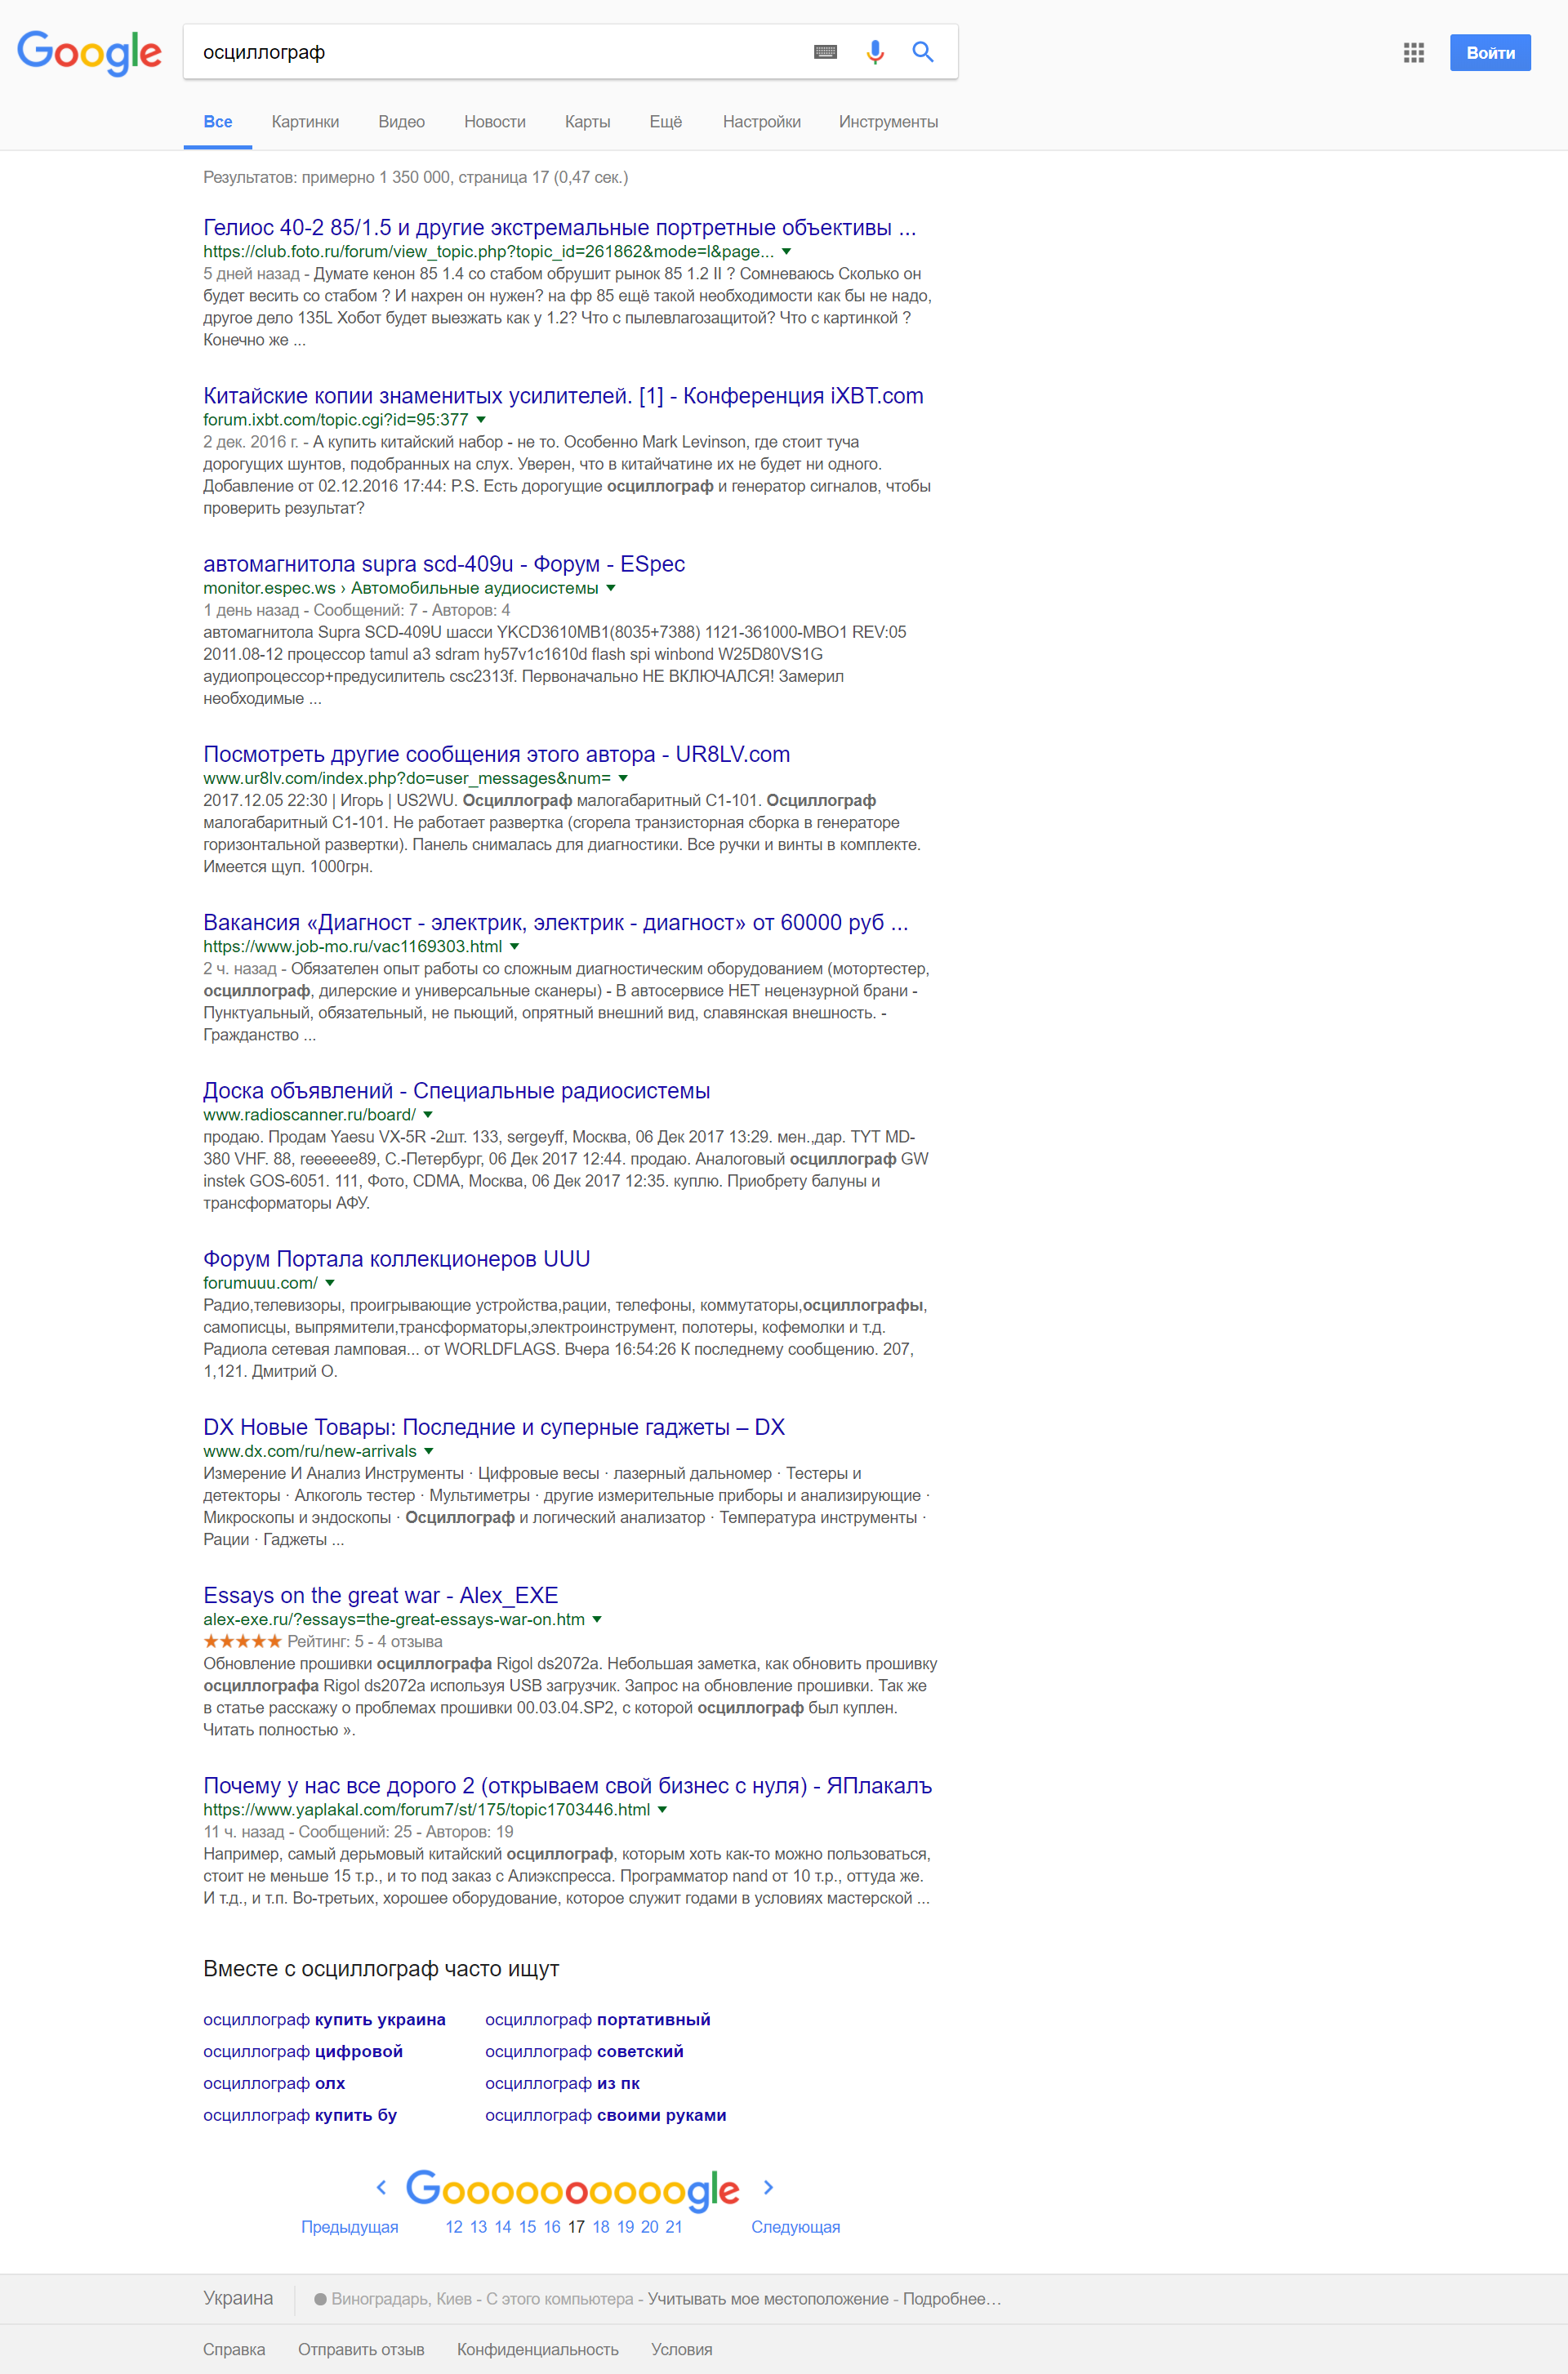 Google
осциллограф
Войти
Все Картинки Видео Новости Карты Ещё Настройки Инструменты
Результатов: примерно 1 350 000, страница 17 (0,47 сек.)
Гелиос 40-2 85/1.5 и другие экстремальные портретные объективы ...
https://club.foto.ru/forum/view_topic.php?topic_id=261862&mode=l&page...
5 дней назад - Думате кенон 85 1.4 со стабом обрушит рынок 85 1.2 II ? Сомневаюсь Сколько он
будет весить со стабом ? И нахрен он нужен? на фр 85 ещё такой необходимости как бы не надо,
другое дело 135L Хобот будет выезжать как у 1.2? Что с пылевлагозащитой? Что с картинкой ?
Конечно же ...
Китайские копии знаменитых усилителей. [1] - Конференция iXBT.com
forum.ixbt.com/topic.cgi?id=95:377
2 дек. 2016 г. - А купить китайский набор - не то. Особенно Mark Levinson, где стоит туча
дорогущих шунтов, подобранных на слух. Уверен, что в китайчатине их не будет ни одного.
Добавление от 02.12.2016 17:44: P.S. Есть дорогущие осциллограф и генератор сигналов, чтобы
проверить результат?
автомагнитола supra scd-409u - Форум - ESpec
monitor.espec.ws › Автомобильные аудиосистемы
1 день назад - Сообщений: 7 - Авторов: 4
автомагнитола Supra SCD-409U шасси YKCD3610MB1(8035+7388) 1121-361000-MBO1 REV:05
2011.08-12 процессор tamul a3 sdram hy57v1c1610d flash spi winbond W25D80VS1G
аудиопроцессор+предусилитель csc2313f. Первоначально НЕ ВКЛЮЧАЛСЯ! Замерил
необходимые ...
Посмотреть другие сообщения этого автора - UR8LV.com
www.ur8lv.com/index.php?do=user_messages&num=
2017.12.05 22:30 | Игорь | US2WU. Осциллограф малогабаритный С1-101. Осциллограф
малогабаритный С1-101. Не работает развертка (сгорела транзисторная сборка в генераторе
горизонтальной развертки). Панель снималась для диагностики. Все ручки и винты в комплекте.
Имеется щуп. 1000грн.
Вакансия «Диагност - электрик, электрик - диагност» от 60000 руб ...
https://www.job-mo.ru/vac1169303.html
2 ч. назад - Обязателен опыт работы со сложным диагностическим оборудованием (мотортестер,
осциллограф, дилерские и универсальные сканеры) - В автосервисе НЕТ нецензурной брани -
Пунктуальный, обязательный, не пьющий, опрятный внешний вид, славянская внешность. -
Гражданство ...
Доска объявлений - Специальные радиосистемы
www.radioscanner.ru/board/
продаю. Продам Yaesu VX-5R -2шт. 133, sergeyff, Москва, 06 Дек 2017 13:29. мен.,дар. TYT MD-
380 VHF. 88, reeeeee89, С.-Петербург, 06 Дек 2017 12:44. продаю. Аналоговый осциллограф GW
instek GOS-6051. 111, Фото, CDMA, Москва, 06 Дек 2017 12:35. куплю. Приобрету балуны и
трансформаторы АФУ.
Форум Портала коллекционеров UUU
forumuuu.com/
Радио,телевизоры, проигрывающие устройства,рации, телефоны, коммутаторы,осциллографы,
самописцы, выпрямители,трансформаторы,электроинструмент, полотеры, кофемолки и т.д.
Радиола сетевая ламповая... от WORLDFLAGS. Вчера 16:54:26 К последнему сообщению. 207,
1,121. Дмитрий О.
DX Новые Товары: Последние и суперные гаджеты – DX
www.dx.com/ru/new-arrivals
Измерение И Анализ Инструменты · Цифровые весы · лазерный дальномер · Тестеры и
детекторы · Алкоголь тестер · Мультиметры · другие измерительные приборы и анализирующие ·
Микроскопы и эндоскопы · Осциллограф и логический анализатор · Температура инструменты ·
Рации · Гаджеты ...
Essays on the great war - Alex_EXE
alex-exe.ru/?essays=the-great-essays-war-on.htm
★★★★★ Рейтинг: 5 - 4 отзыва
Обновление прошивки осциллографа Rigol ds2072a. Небольшая заметка, как обновить прошивку
осциллографа Rigol ds2072a используя USB загрузчик. Запрос на обновление прошивки. Так же
в статье расскажу о проблемах прошивки 00.03.04.SP2, с которой осциллограф был куплен.
Читать полностью ».
Почему у нас все дорого 2 (открываем свой бизнес с нуля) - ЯПлакалъ
https://www.yaplakal.com/forum7/st/175/topic1703446.html
11 ч. назад - Сообщений: 25 - Авторов: 19
Например, самый дерьмовый китайский осциллограф, которым хоть как-то можно пользоваться,
стоит не меньше 15 т.р., и то под заказ с Алиэкспресса. Программатор nand от 10 т.р., оттуда же.
И т.д., и т.п. Во-третьих, хорошее оборудование, которое служит годами в условиях мастерской ...
Вместе с осциллограф часто ищут
осциллограф купить украина осциллограф портативный
осциллограф цифровой осциллограф советский
осциллограф олх осциллограф из пк
осциллограф купить бу осциллограф своими руками
Goooooooooogle
Предыдущая 12 13 14 15 16 17 18 19 20 21 Следующая
Украина Виноградарь, Киев - С этого компьютера - Учитывать мое местоположение - Подробнее…
Справка Отправить отзыв Конфиденциальность Условия